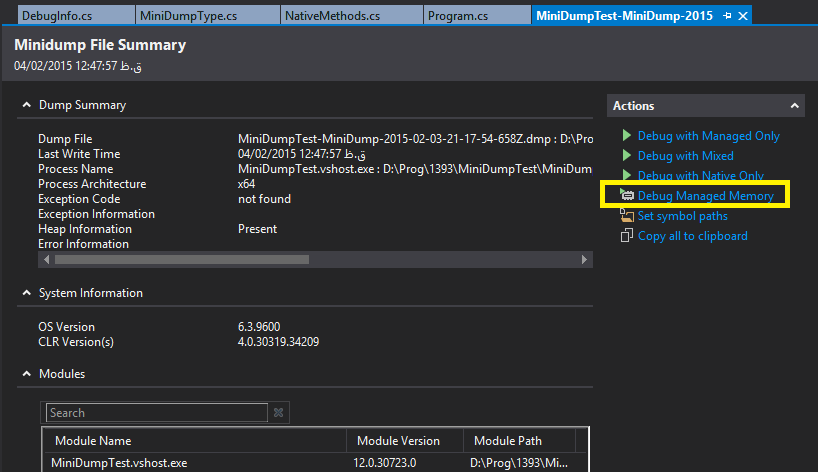 DebugInfo.cs MiniDumpType.cs NativeMethods.cs Program.cs MiniDumpTest-MiniDump-2015
Minidump File Summary
04/02/2015 12:47:57 ق.ظ
Dump Summary
Dump File MiniDumpTest-MiniDump-2015-02-03-21-17-54-658Z.dmp : D:\Pro
Last Write Time 04/02/2015 12:47:57 ق.ظ
Process Name MiniDumpTest.vshost.exe : D:\Prog\1393\MiniDumpTest\MiniDum
Process Architecture x64
Exception Code not found
Exception Information
Heap Information Present
Error Information
System Information
OS Version 6.3.9600
CLR Version(s) 4.0.30319.34209
Modules
Search
Module Name Module Version Module Path
MiniDumpTest.vshost.exe 12.0.30723.0 D:\Prog\1393\Mi...
Actions
Debug with Managed Only
Debug with Mixed
Debug with Native Only
Debug Managed Memory
Set symbol paths
Copy all to clipboard